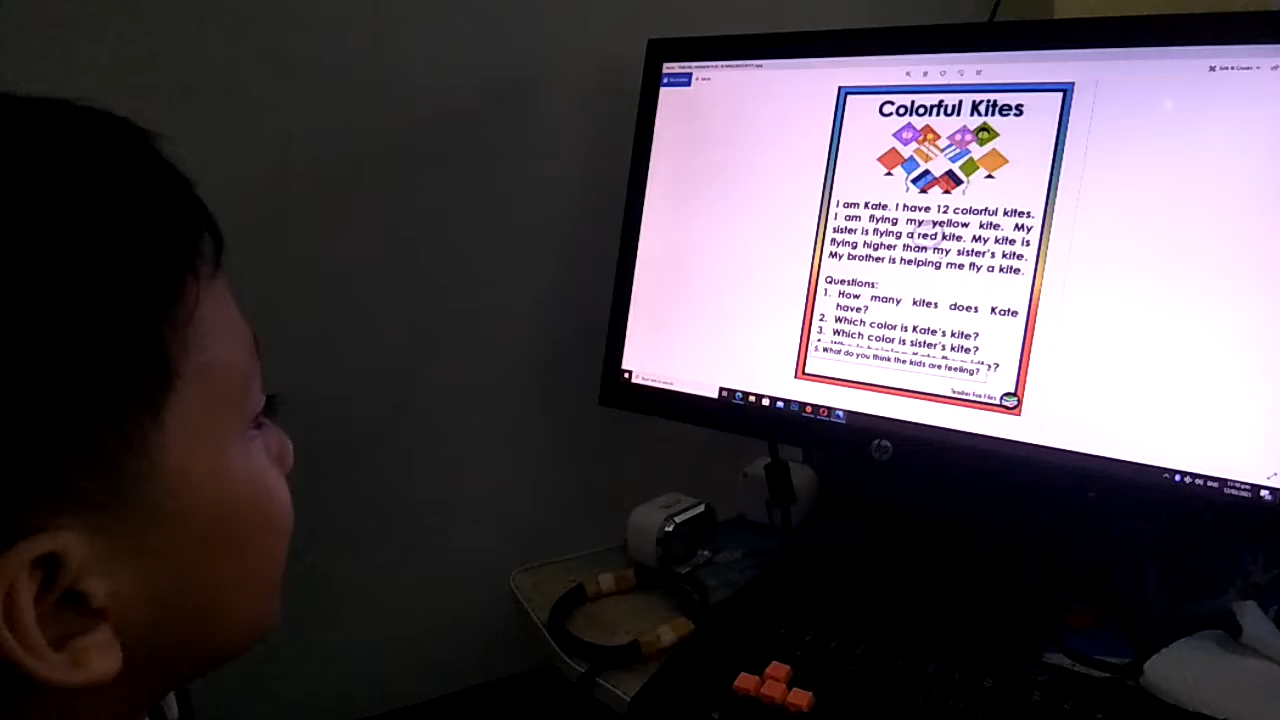 Colorful Kites
I am Kate. I have 12 colorful kites.
I am flying my yellow kite. My
sister is flying a red kite. My kite is
flying higher than my sister's kite.
My brother is helping me fly a kite.
Questions:
1. How many kites does Kate
have?
2. Which color is Kate's kite?
3. Which color is sister's kite?
5. What do you think the kids are feeling?
Teacher Fun Files
hp